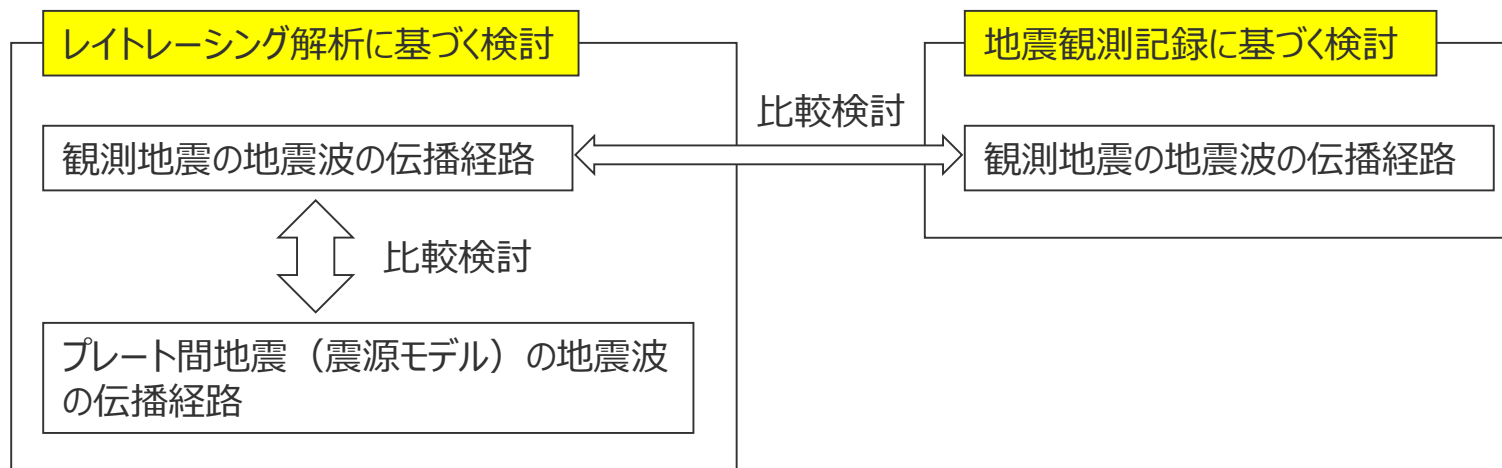 レイトレーシング解析に基づく検討
地震観測記録に基づく検討
比較検討
観測地震の地震波の伝播経路
観測地震の地震波の伝播経路
比較検討
プレート間地震（震源モデル）の地震波
の伝播経路